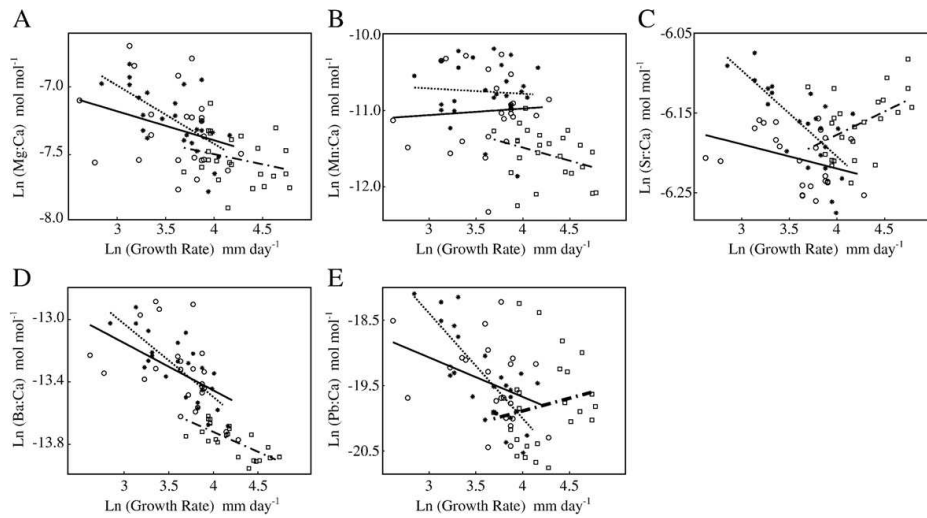 A
B
C
Ln (Mg:Ca) mol mol-1
-7.0
-7.5
-8.0
3 3.5 4 4.5
Ln (Growth Rate) mm day-1
Ln (Mn:Ca) mol mol-1
-10.0
-11.0
-12.0
3 3.5 4 4.5
Ln (Growth Rate) mm day-1
Ln (Sr:Ca) mol mol-1
-6.05
-6.15
-6.25
3 3.5 4 4.5
Ln (Growth Rate) mm day-1
D
E
Ln (Ba:Ca) mol mol-1
-13.0
-13.4
-13.8
3 3.5 4 4.5
Ln (Growth Rate) mm day-1
Ln (Pb:Ca) mol mol-1
-18.5
-19.5
-20.5
3 3.5 4 4.5
Ln (Growth Rate) mm day-1